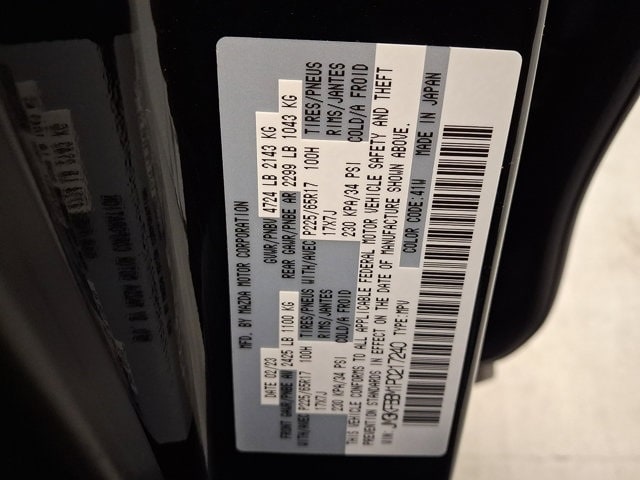 MFD. BY MAZDA MOTOR CORPORATION
DATE 02/23 GVWR/PNBV 4724 LB 2143 KG
FRONT GAWR/PNBE AV 2425 LB 1100 KG REAR GAWR/PNBE AR 2299 LB 1043 KG
WITH/AVEC P225/65R17 100H TIRES/PNEUS WITH/AVEC P225/65R17 100H TIRES/PNEUS
17X7J RIMS/JANTES 17X7J RIMS/JANTES
230 KPA/34 PSI COLD/A FROID 230 KPA/34 PSI COLD/A FROID
THIS VEHICLE CONFORMS TO ALL APPLICABLE FEDERAL MOTOR VEHICLE SAFETY AND THEFT
PREVENTION STANDARDS IN EFFECT ON THE DATE OF MANUFACTURE SHOWN ABOVE.
VIN: TYPE: MPV COLOR CODE: 41W MADE IN JAPAN